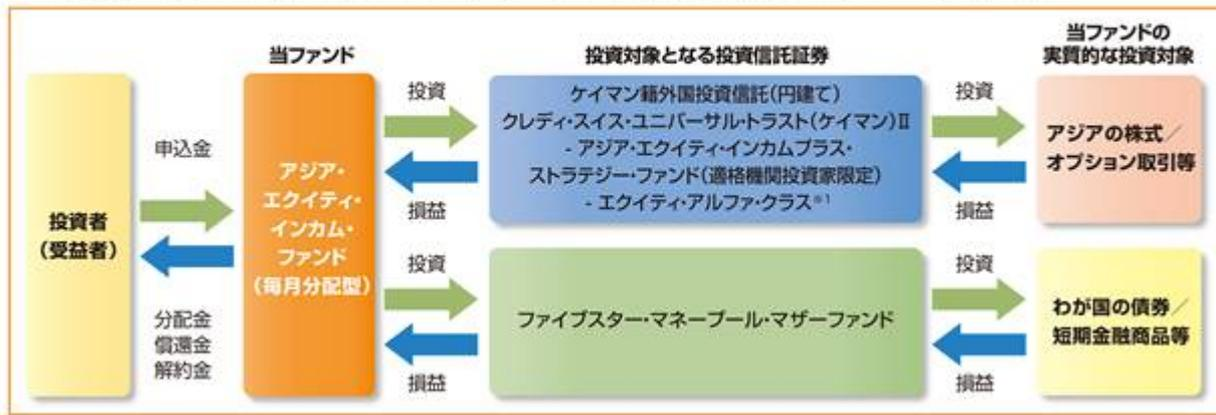 当ファンド
投資対象となる投資信託証券
当ファンドの
実質的な投資対象
投資者
(受益者)
申込金
分配金
償還金
解約金
アジア・
エクイティ・
インカム・
ファンド
(毎月分配型)
投資
損益
ケイマン籍外国投資信託(円建て)
クレディ・スイス・ユニバーサル・トラスト(ケイマン)Ⅱ
- アジア・エクイティ・インカムプラス・
ストラテジー・ファンド(適格機関投資家限定)
- エクイティ・アルファ・クラス※1
投資
損益
アジアの株式/
オプション取引等
投資
損益
ファイブスター・マネープール・マザーファンド
投資
損益
わが国の債券/
短期金融商品等